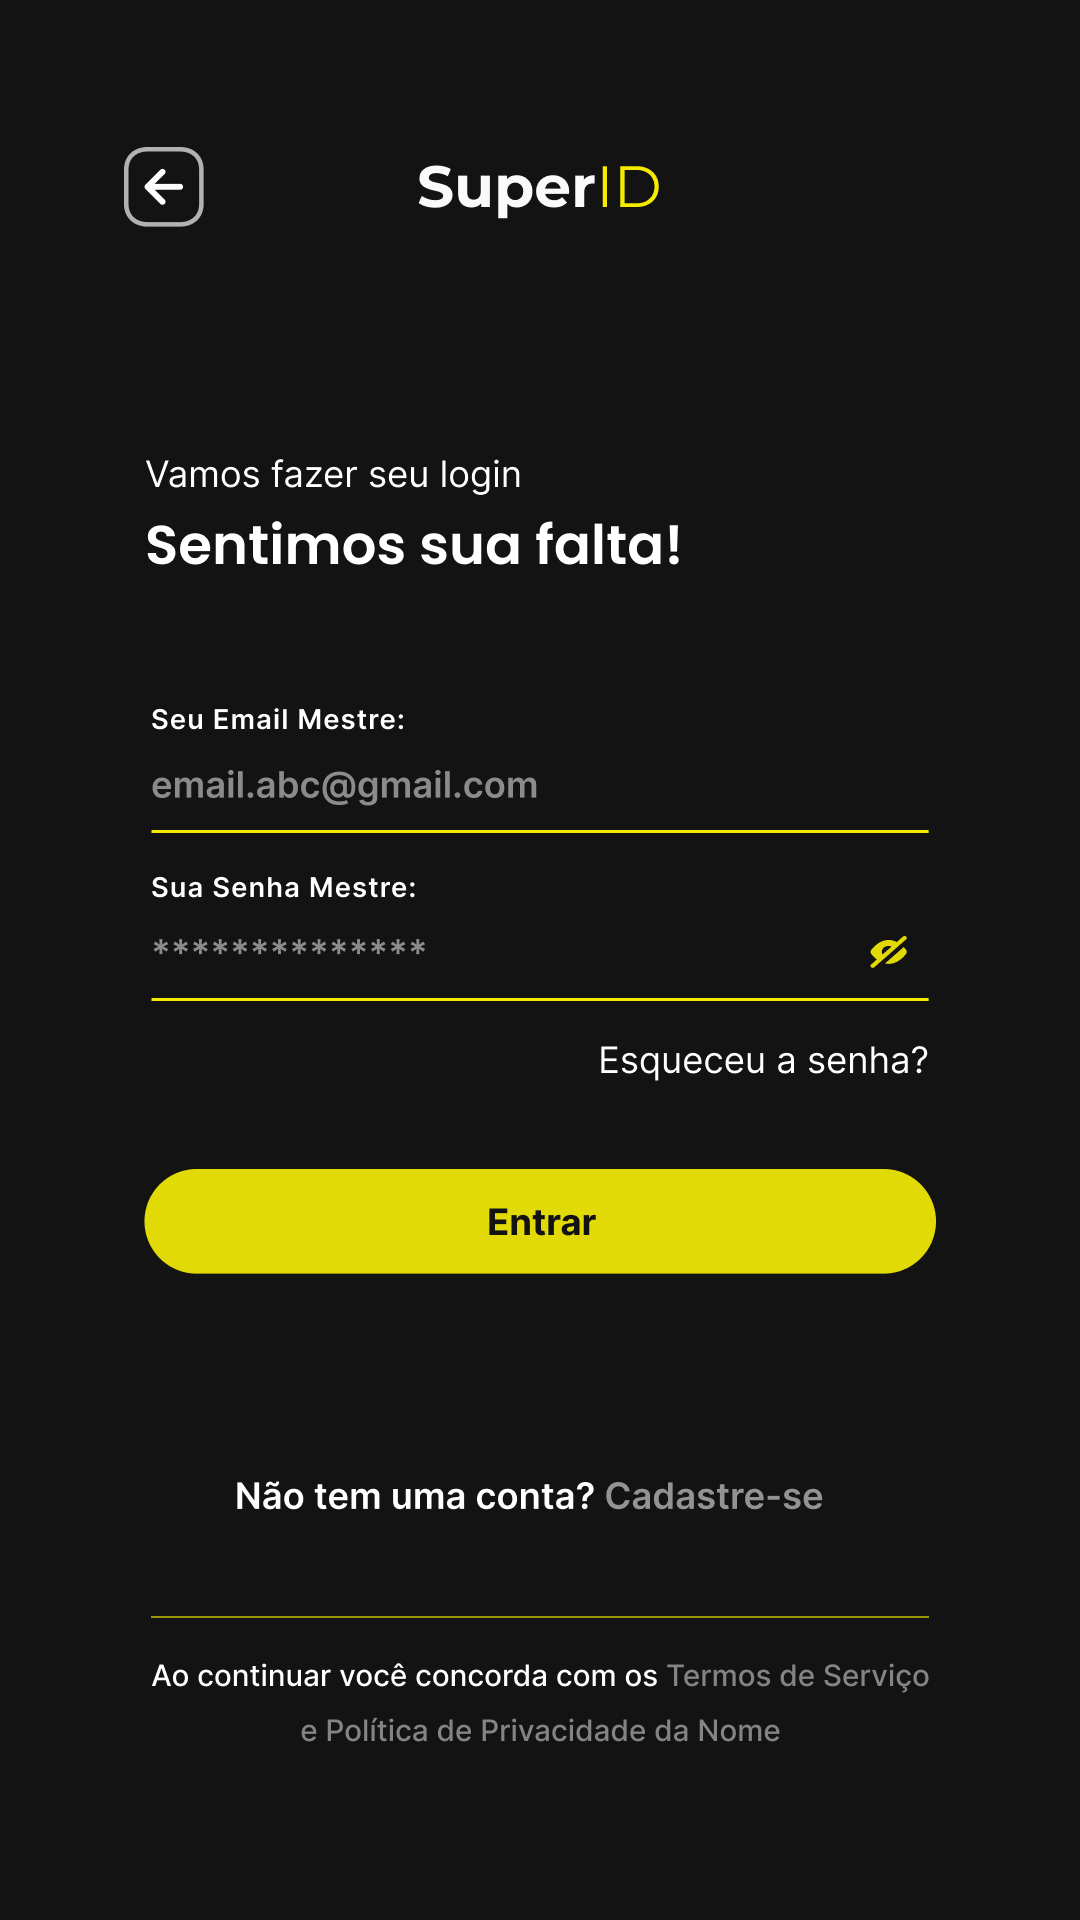 SuperID
Vamos fazer seu login
Sentimos sua falta!
Seu Email Mestre:
email.abc@gmail.com
Sua Senha Mestre:
**************
Esqueceu a senha?
Entrar
Não tem uma conta? Cadastre-se
Ao continuar você concorda com os Termos de Serviço
e Política de Privacidade da Nome